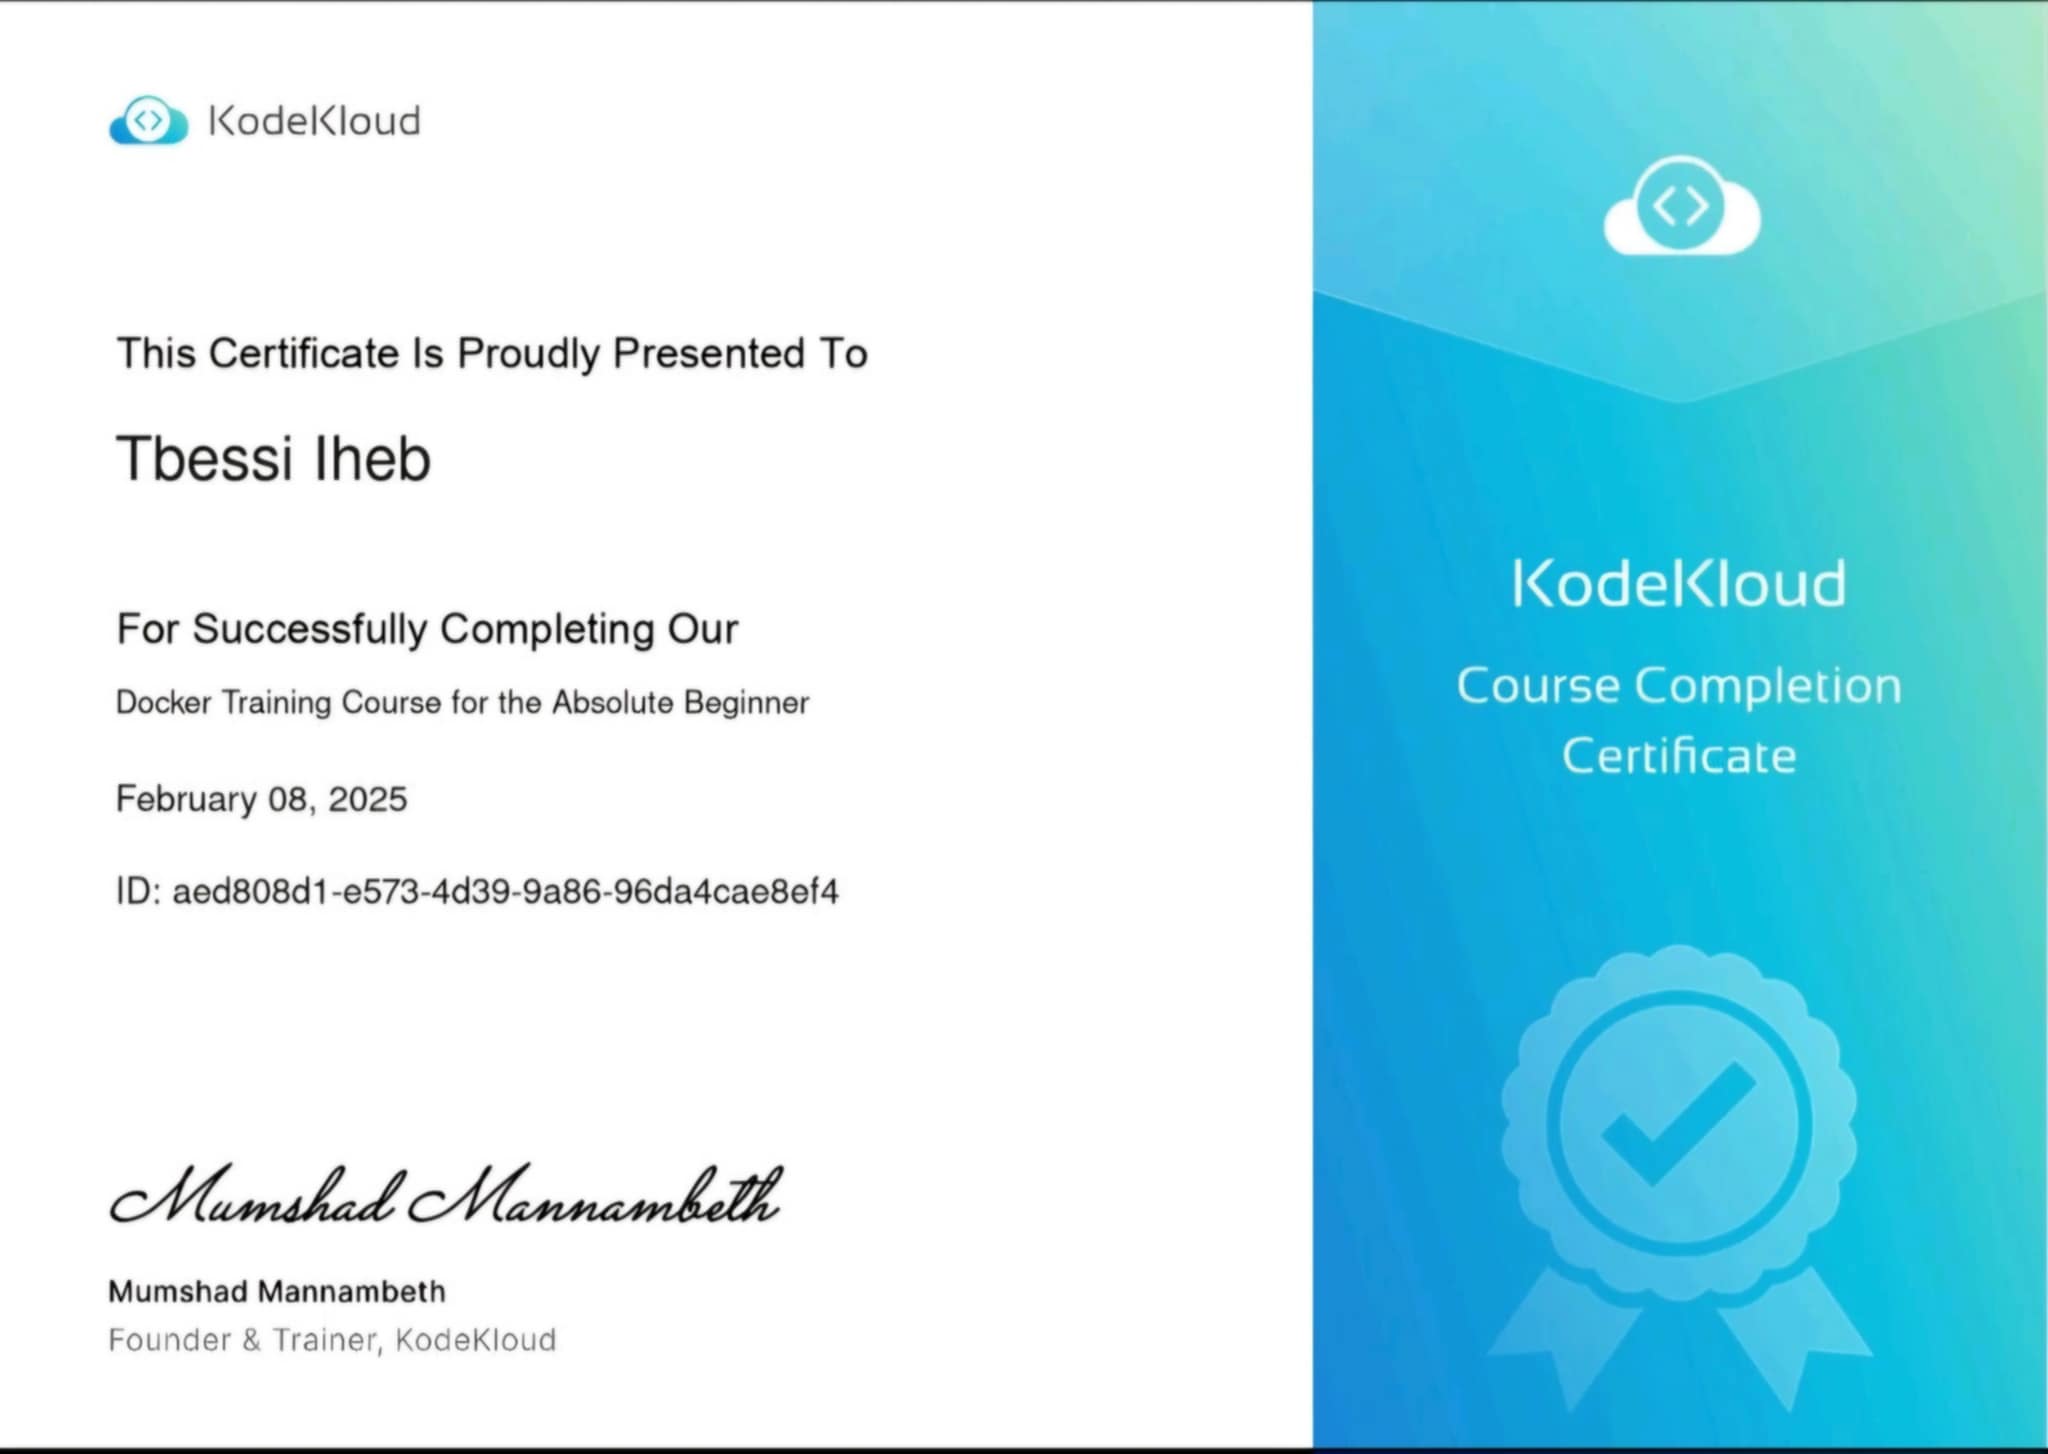 KodeKloud
This Certificate Is Proudly Presented To
Tbessi Iheb
For Successfully Completing Our
Docker Training Course for the Absolute Beginner
February 08, 2025
ID: aed808d1-e573-4d39-9a86-96da4cae8ef4
Mumshad Mannambeth
Mumshad Mannambeth
Founder & Trainer, KodeKloud
KodeKloud
Course Completion
Certificate